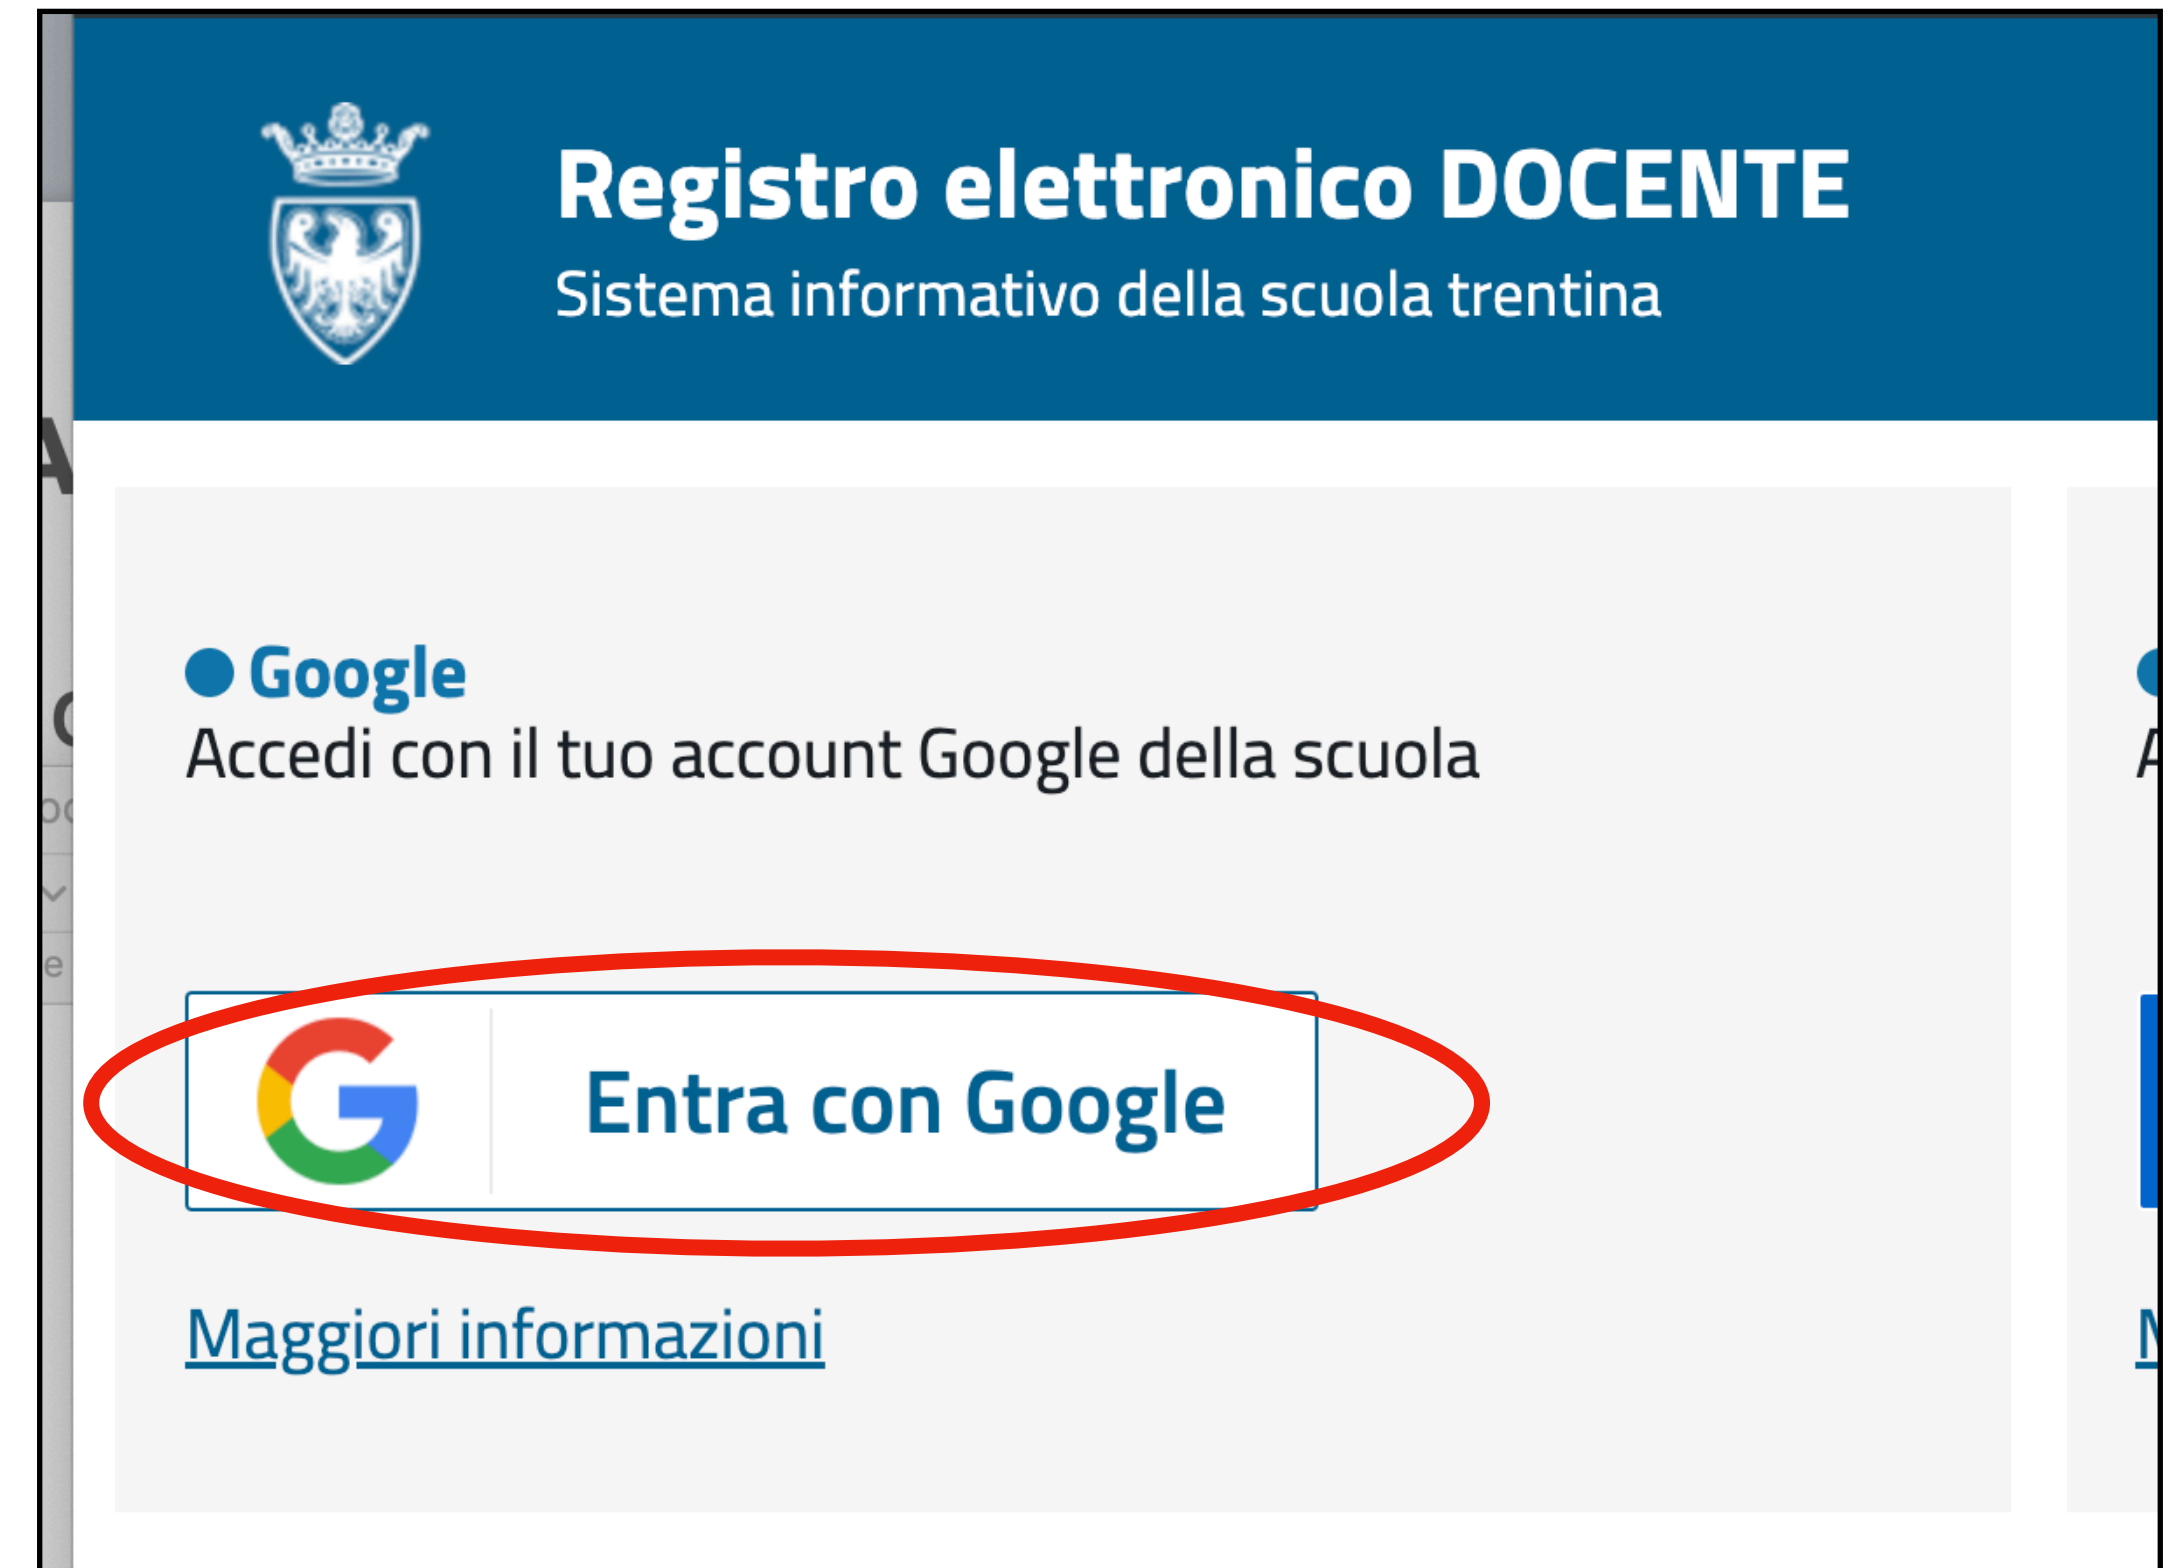 Registro elettronico DOCENTE
Sistema informativo della scuola trentina
Google
Accedi con il tuo account Google della scuola
Entra con Google
Maggiori informazioni